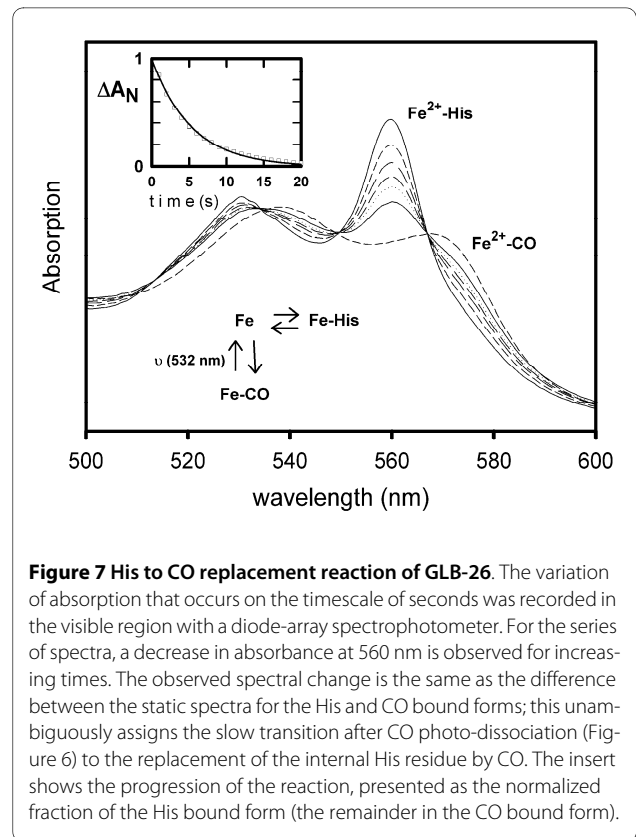 1
ΔA_N
0
0 5 10 15 20
time(s)
Fe²⁺-His
Fe²⁺-CO
Absorption
Fe Fe-His
υ (532 nm)
Fe-CO
500 520 540 560 580 600
wavelength (nm)
Figure 7 His to CO replacement reaction of GLB-26. The variation
of absorption that occurs on the timescale of seconds was recorded in
the visible region with a diode-array spectrophotometer. For the series
of spectra, a decrease in absorbance at 560 nm is observed for increas-
ing times. The observed spectral change is the same as the difference
between the static spectra for the His and CO bound forms; this unam-
biguously assigns the slow transition after CO photo-dissociation (Fig-
ure 6) to the replacement of the internal His residue by CO. The insert
shows the progression of the reaction, presented as the normalized
fraction of the His bound form (the remainder in the CO bound form).